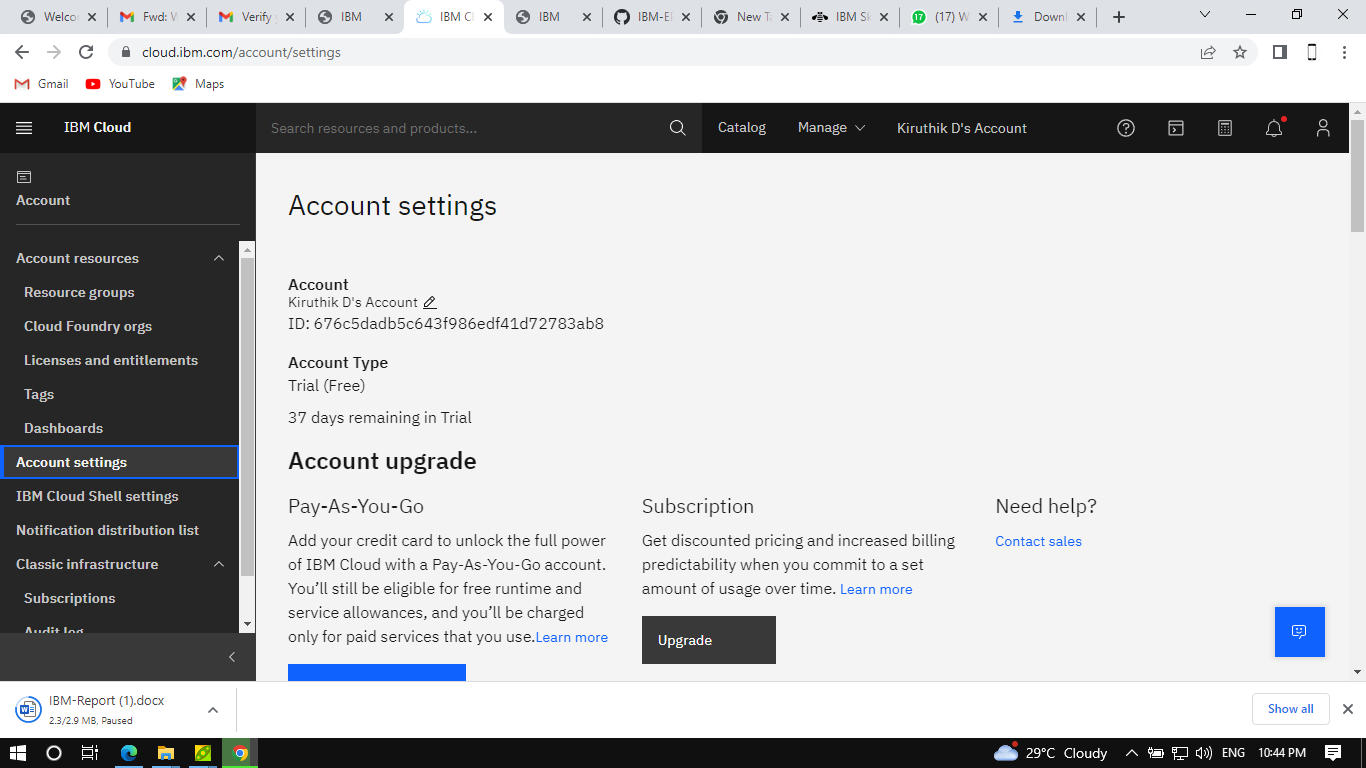 Welcor
Fwd: W
Verify y
IBM
IBM Cl
IBM
IBM-EP
New Ta
IBM Sk
17
(17) W
Downl
cloud.ibm.com/account/settings
Gmail
YouTube
Maps
IBM Cloud
Search resources and products...
Catalog
Manage
Kiruthik D's Account
Account
Account resources
Resource groups
Cloud Foundry orgs
Licenses and entitlements
Tags
Dashboards
Account settings
IBM Cloud Shell settings
Notification distribution list
Classic infrastructure
Subscriptions
Audit log
Account settings
Account
Kiruthik D's Account
ID: 676c5dadb5c643f986edf41d72783ab8
Account Type
Trial (Free)
37 days remaining in Trial
Account upgrade
Pay-As-You-Go
Add your credit card to unlock the full power
of IBM Cloud with a Pay-As-You-Go account.
You’ll still be eligible for free runtime and
service allowances, and you’ll be charged
only for paid services that you use.Learn more
Subscription
Get discounted pricing and increased billing
predictability when you commit to a set
amount of usage over time. Learn more
Upgrade
Need help?
Contact sales
IBM-Report (1).docx
2.3/2.9 MB, Paused
Show all
29°C Cloudy
ENG
10:44 PM